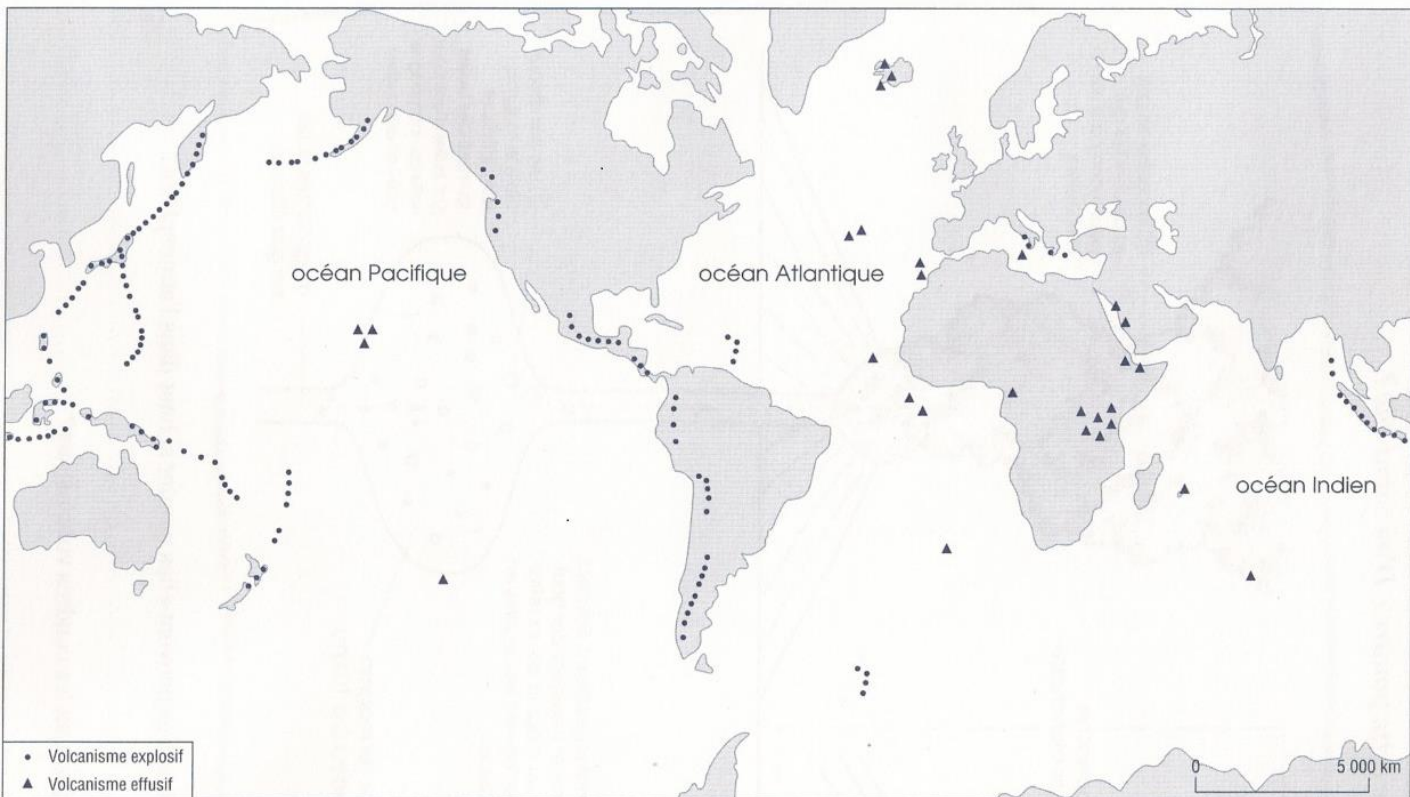 océan Pacifique
océan Atlantique
océan Indien
Volcanisme explosif
Volcanisme effusif
0 5 000 km